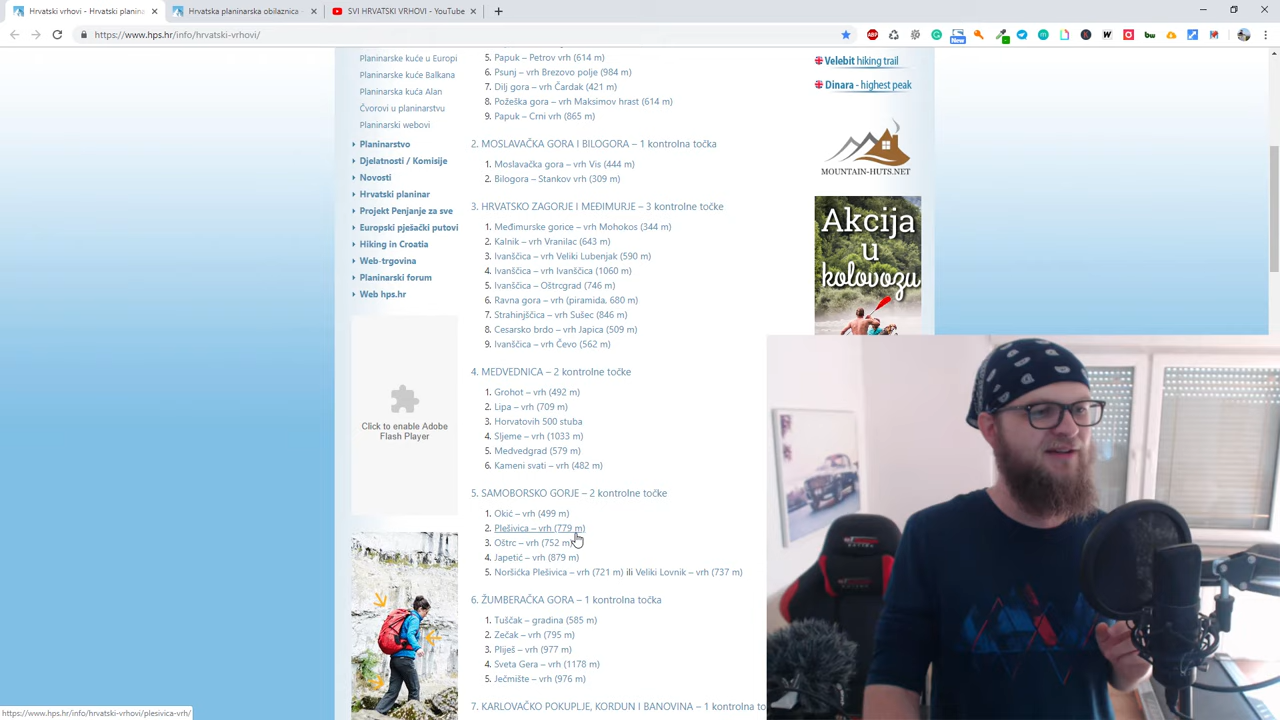 Hrvatski vrhovi - Hrvatski planina
Hrvatska planinarska obilaznica
SVI HRVATSKI VRHOVI - YouTube
https://www.hps.hr/info/hrvatski-vrhovi/
Planinarske kuće u Europi
Planinarske kuće Balkana
Planinarska kuća Alan
Čvorovi u planinarstvu
Planinarski webovi
Planinarstvo
Djelatnosti / Komisije
Novosti
Hrvatski planinar
Projekt Penjanje za sve
Europski pješački putovi
Hiking in Croatia
Web-trgovina
Planinarski forum
Web hps.hr
Click to enable Adobe
Flash Player
5. Papuk – Petrov vrh (614 m)
6. Psunj – vrh Brezovo polje (984 m)
7. Dilj gora – vrh Čardak (421 m)
8. Požeška gora – vrh Maksimov hrast (614 m)
9. Papuk – Crni vrh (865 m)
2. MOSLAVAČKA GORA I BILOGORA – 1 kontrolna točka
1. Moslavačka gora – vrh Vis (444 m)
2. Bilogora – Stankov vrh (309 m)
3. HRVATSKO ZAGORJE I MEĐIMURJE – 3 kontrolne točke
1. Međimurske gorice – vrh Mohokos (344 m)
2. Kalnik – vrh Vranilac (643 m)
3. Ivanščica – vrh Veliki Lubenjak (590 m)
4. Ivanščica – vrh Ivanščica (1060 m)
5. Ivanščica – Oštrcgrad (746 m)
6. Ravna gora – vrh (piramida, 680 m)
7. Strahinjščica – vrh Sušec (846 m)
8. Cesarsko brdo – vrh Japica (509 m)
9. Ivanščica – vrh Čevo (562 m)
4. MEDVEDNICA – 2 kontrolne točke
1. Grohot – vrh (492 m)
2. Lipa – vrh (709 m)
3. Horvatovih 500 stuba
4. Sljeme – vrh (1033 m)
5. Medvedgrad (579 m)
6. Kameni svati – vrh (482 m)
5. SAMOBORSKO GORJE – 2 kontrolne točke
1. Okić – vrh (499 m)
2. Plešivica – vrh (779 m)
3. Oštrc – vrh (752 m)
4. Japetić – vrh (879 m)
5. Noršićka Plešivica – vrh (721 m) ili Veliki Lovnik – vrh (737 m)
6. ŽUMBERAČKA GORA – 1 kontrolna točka
1. Tuščak – gradina (585 m)
2. Zečak – vrh (795 m)
3. Pliješ – vrh (977 m)
4. Sveta Gera – vrh (1178 m)
5. Ječmište – vrh (976 m)
7. KARLOVAČKO POKUPLJE, KORDUN I BANOVINA – 1 kontrolna to
Velebit hiking trail
Dinara - highest peak
MOUNTAIN-HUTS.NET
Akcija
u
kolovozu
https://www.hps.hr/info/hrvatski-vrhovi/plesivica-vrh/